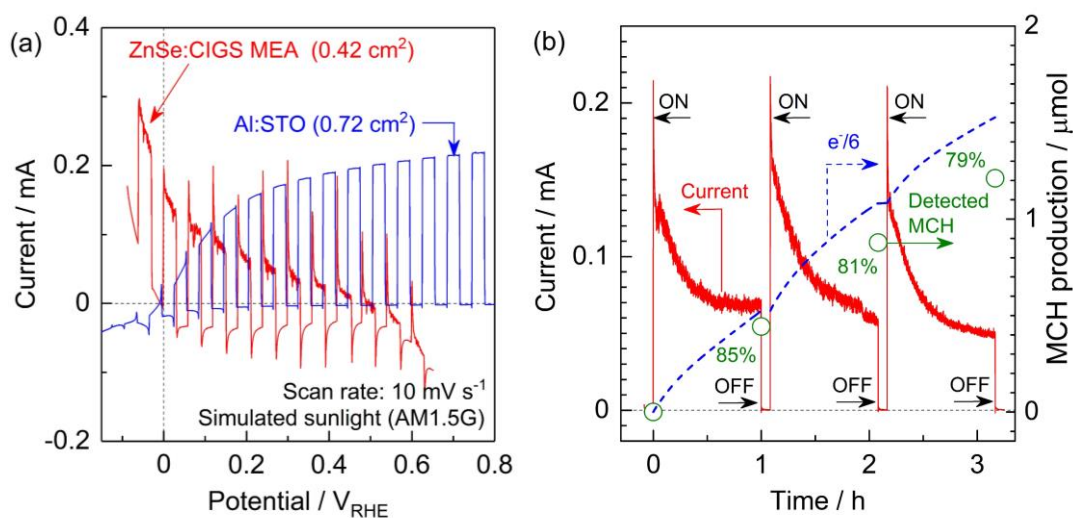 (a)
ZnSe:CIGS MEA (0.42 cm²)
Al:STO (0.72 cm²)
Scan rate: 10 mV s⁻¹
Simulated sunlight (AM1.5G)
Current / mA
0.4
0.2
0
-0.2
0
0.2
0.4
0.6
0.8
Potential / V_RHE
(b)
ON
ON
ON
e⁻/6
Current
Detected
MCH
85%
81%
79%
OFF
OFF
OFF
Current / mA
0.2
0.1
0
MCH production / μmol
2
1
0
0
1
2
3
Time / h